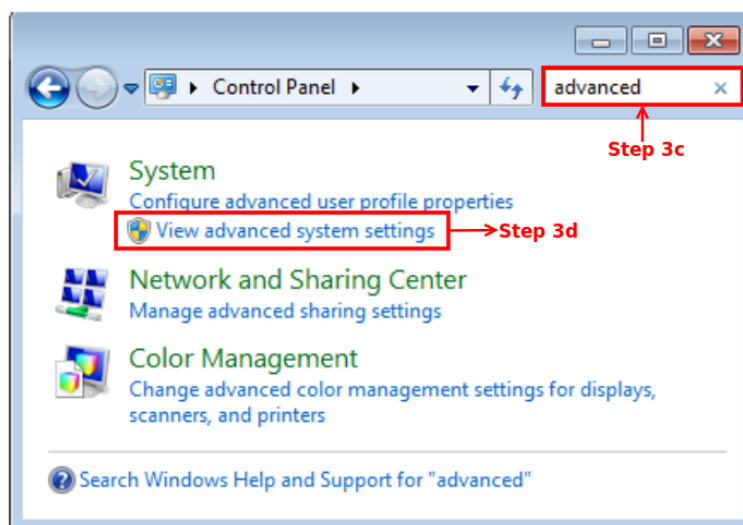 Control Panel
advanced
Step 3c
System
Configure advanced user profile properties
View advanced system settings
Step 3d
Network and Sharing Center
Manage advanced sharing settings
Color Management
Change advanced color management settings for displays,
scanners, and printers
Search Windows Help and Support for "advanced"